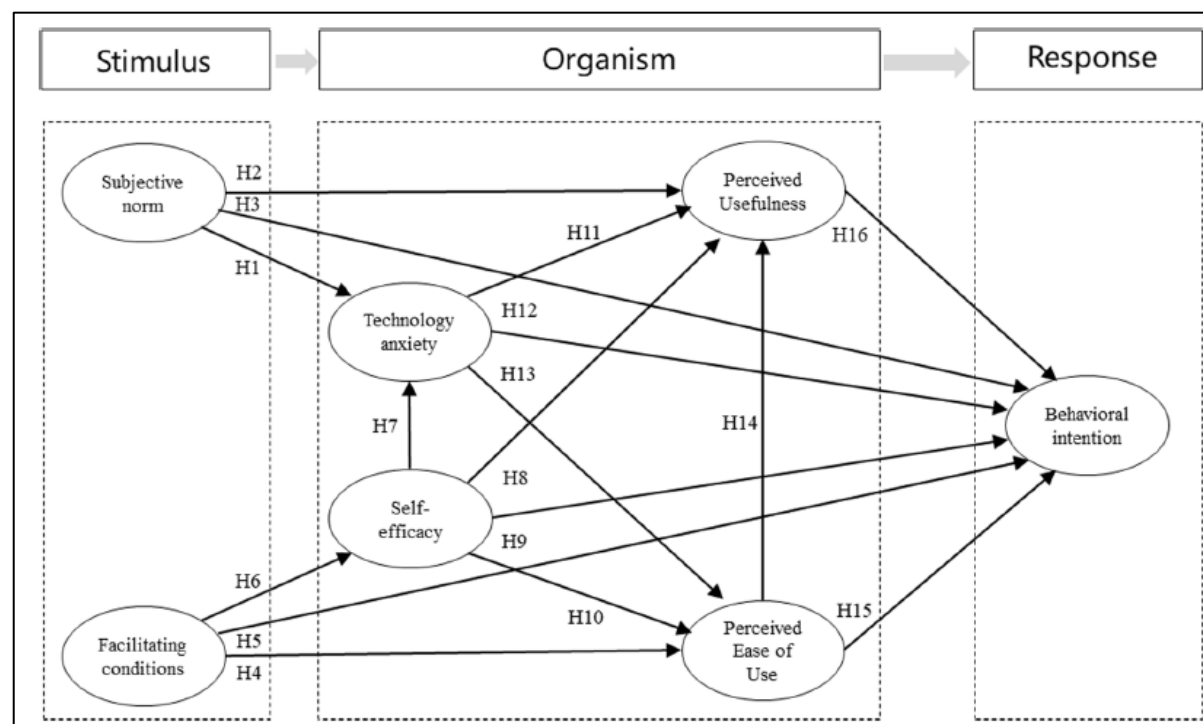 Stimulus
Organism
Response
Subjective
norm
H2
H3
H1
Perceived
Usefulness
H11
H16
Technology
anxiety
H12
H13
H7
H14
Behavioral
intention
Self-
efficacy
H8
H9
H6
H10
H15
Facilitating
conditions
H5
H4
Perceived
Ease of
Use